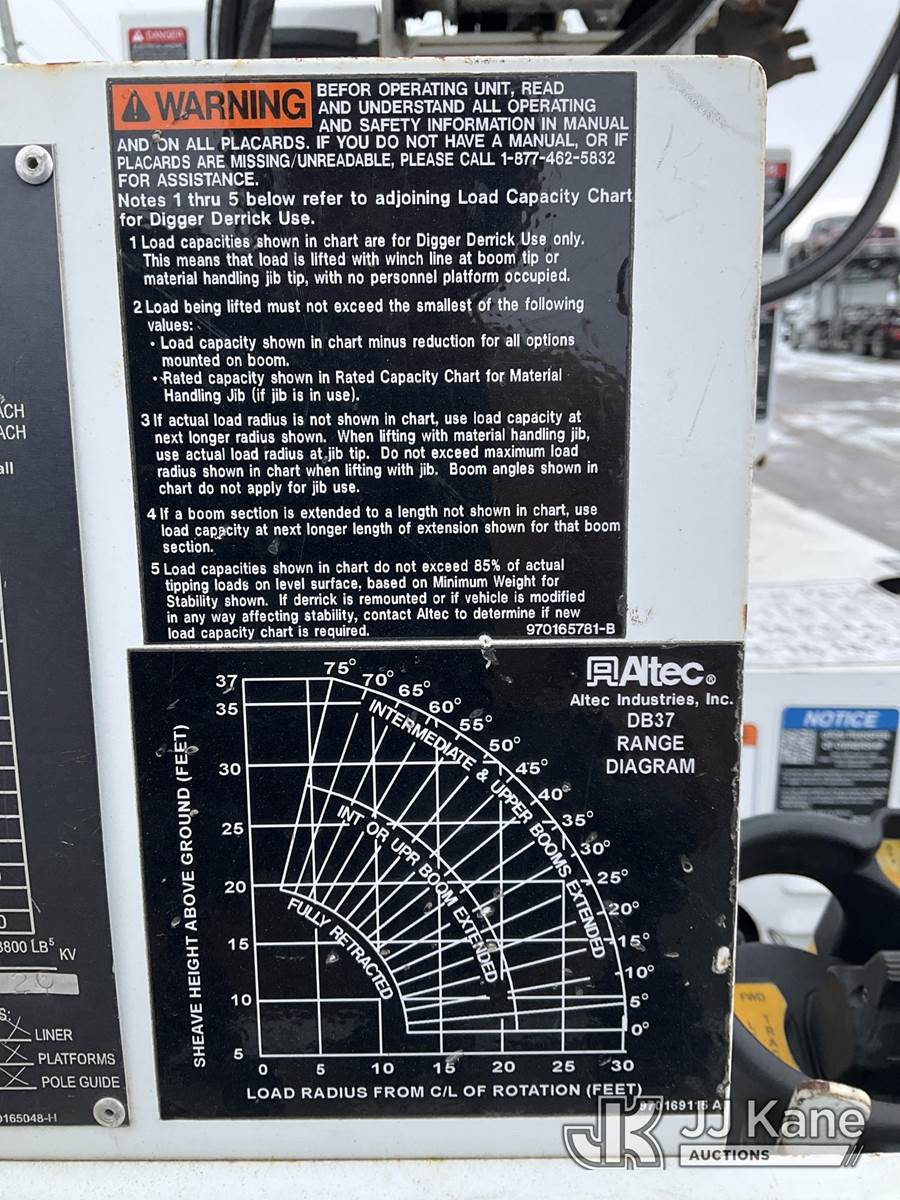 DANGER
WARNING
BEFOR OPERATING UNIT, READ
AND UNDERSTAND ALL OPERATING
AND SAFETY INFORMATION IN MANUAL
AND ON ALL PLACARDS. IF YOU DO NOT HAVE A MANUAL, OR IF
PLACARDS ARE MISSING/UNREADABLE, PLEASE CALL 1-877-462-5832
FOR ASSISTANCE.
Notes 1 thru 5 below refer to adjoining Load Capacity Chart
for Digger Derrick Use.
1 Load capacities shown in chart are for Digger Derrick Use only.
This means that load is lifted with winch line at boom tip or
material handling jib tip, with no personnel platform occupied.
2 Load being lifted must not exceed the smallest of the following
values:
• Load capacity shown in chart minus reduction for all options
mounted on boom.
• Rated capacity shown in Rated Capacity Chart for Material
Handling Jib (if jib is in use).
3 If actual load radius is not shown in chart, use load capacity at
next longer radius shown. When lifting with material handling jib,
use actual load radius at jib tip. Do not exceed maximum load
radius shown in chart when lifting with jib. Boom angles shown in
chart do not apply for jib use.
4 If a boom section is extended to a length not shown in chart, use
load capacity at next longer length of extension shown for that boom
section.
5 Load capacities shown in chart do not exceed 85% of actual
tipping loads on level surface, based on Minimum Weight for
Stability shown. If derrick is remounted or if vehicle is modified
in any way affecting stability, contact Altec to determine if new
load capacity chart is required. 970165781-B
ACH
ACH
all
3800 LB5
KV
26
S:
LINER
PLATFORMS
POLE GUIDE
0165048-H
Altec®
Altec Industries, Inc.
DB37
RANGE
DIAGRAM
SHEAVE HEIGHT ABOVE GROUND (FEET)
37
35
30
25
20
15
10
5
75°
70°
65°
60°
55°
50°
45°
40°
35°
30°
25°
20°
15°
10°
5°
0°
INTERMEDIATE & UPPER BOOMS EXTENDED
INT OR UPR BOOM EXTENDED
FULLY RETRACTED
0 5 10 15 20 25 30
LOAD RADIUS FROM C/L OF ROTATION (FEET)
970169115 A
NOTICE
FWD
JK JJ Kane
AUCTIONS